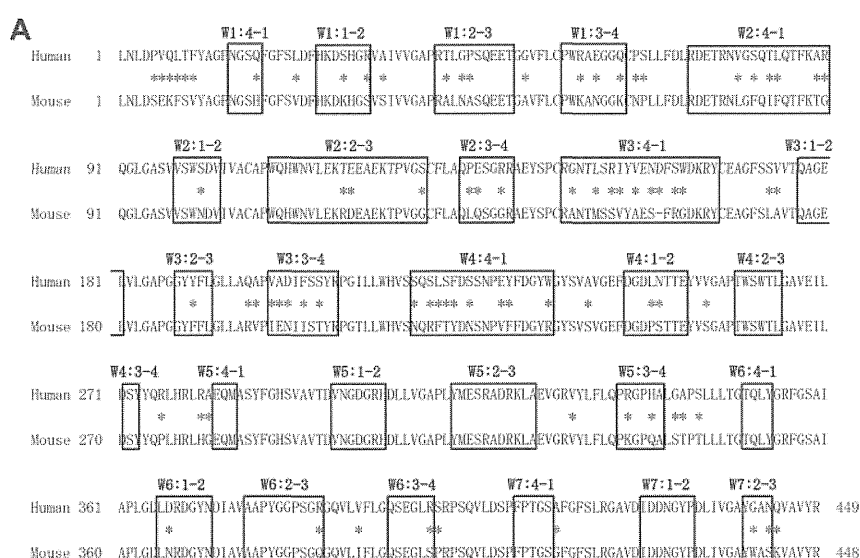 A
W1:4-1 W1:1-2 W1:2-3 W1:3-4 W2:4-1
Human 1 LNLDPVQLTFYAGPNGSQFGFSLDFHKDSHGRVAIVVGAPRTLGPSQEETGGVFLCPWRAEGGQCPSLLFDLRDETRNVGSQTLQTFKAR
****** * * * * * * ** * * * * ** * * ** **
Mouse 1 LNLDSEKFSVYAGPNGSHFGFSVDFHKDKHGSVSIVVGAPRALNASQEETGAVFLCPWKANGGKCNPLLFDLRDETRNLGFQIFQTFKTG
W2:1-2 W2:2-3 W2:3-4 W3:4-1 W3:1-2
Human 91 QGLGASVVSWSDVIVACAPWQHWNVLEKTEEAEKTPVGSCFLAQPESGRRAEYSPCRGNTLSRIYVENDFSWDKRYCEAGFSSVVTQAGE
* ** * ** * * * ** * ** ** **
Mouse 91 QGLGASVVSWNDVIVACAPWQHWNVLEKRDEAEKTPVGGCFLAQLQSGGRAEYSPCRANTMSSVYAES-FRGDKRYCEAGFSLAVTQAGE
W3:2-3 W3:3-4 W4:4-1 W4:1-2 W4:2-3
Human 181 LVLGAPGGYYFLGLLAQAPVADIFSSYRPGILLWHVSSQSLSFDSSNPEYFDGYWGYSVAVGEFDGDLNTTEYVVGAPTWSWTLGAVEIL
* ** *** * * * **** * ** * * ** *
Mouse 180 LVLGAPGGYFFLGLLARVPIENIISTYRPGTLLWHVSNQRFTYDNSNPVFFDGYRGYSVSVGEFDGDPSTTEYVSGAPTWSWTLGAVEIL
W4:3-4 W5:4-1 W5:1-2 W5:2-3 W5:3-4 W6:4-1
Human 271 DSYYQRLHRLRAEQMASYFGHSVAVTDVNGDGRHDLLVGAPLYMESRADRKLAEVGRVYLFLQPRGPHALGAPSLLLTGTQLYGRFGSAI
* ** * * * ** *
Mouse 270 DSYYQPLHRLHGEQMASYFGHSVAVTDVNGDGRHDLLVGAPLYMESRADRKLAEVGRVYLFLQPKGPQALSTPTLLLTGTQLYGRFGSAI
W6:1-2 W6:2-3 W6:3-4 W7:4-1 W7:1-2 W7:2-3
Human 361 APLGDLDRDGYNDIAVAAPYGGPSGRGQVLVFLGQSEGLRSRPSQVLDSPFPTGSAFGFSLRGAVDIDDNGYPDLIVGAYGANQVAVYR 449
* * * ** * * **
Mouse 360 APLGDLNRDGYNDIAVAAPYGGPSGQGQVLIFLGQSEGLSPRPSQVLDSPFPTGSGFGFSLRGAVDIDDNGYPDLIVGAYWASKVAVYR 448